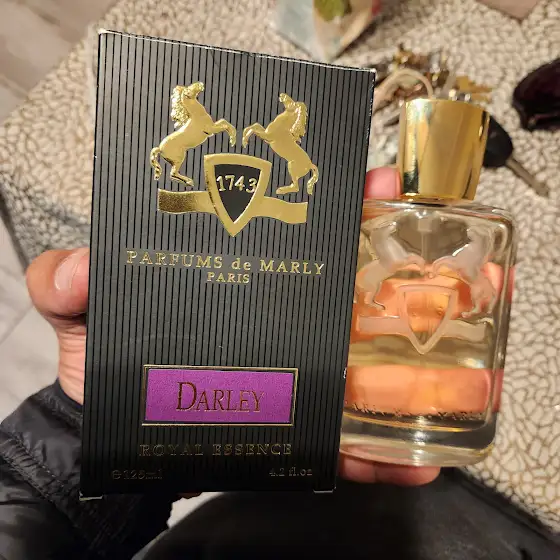 1743
PARFUMS de MARLY
PARIS
DARLEY
ROYAL ESSENCE
℮125ml 4.2 fl.oz